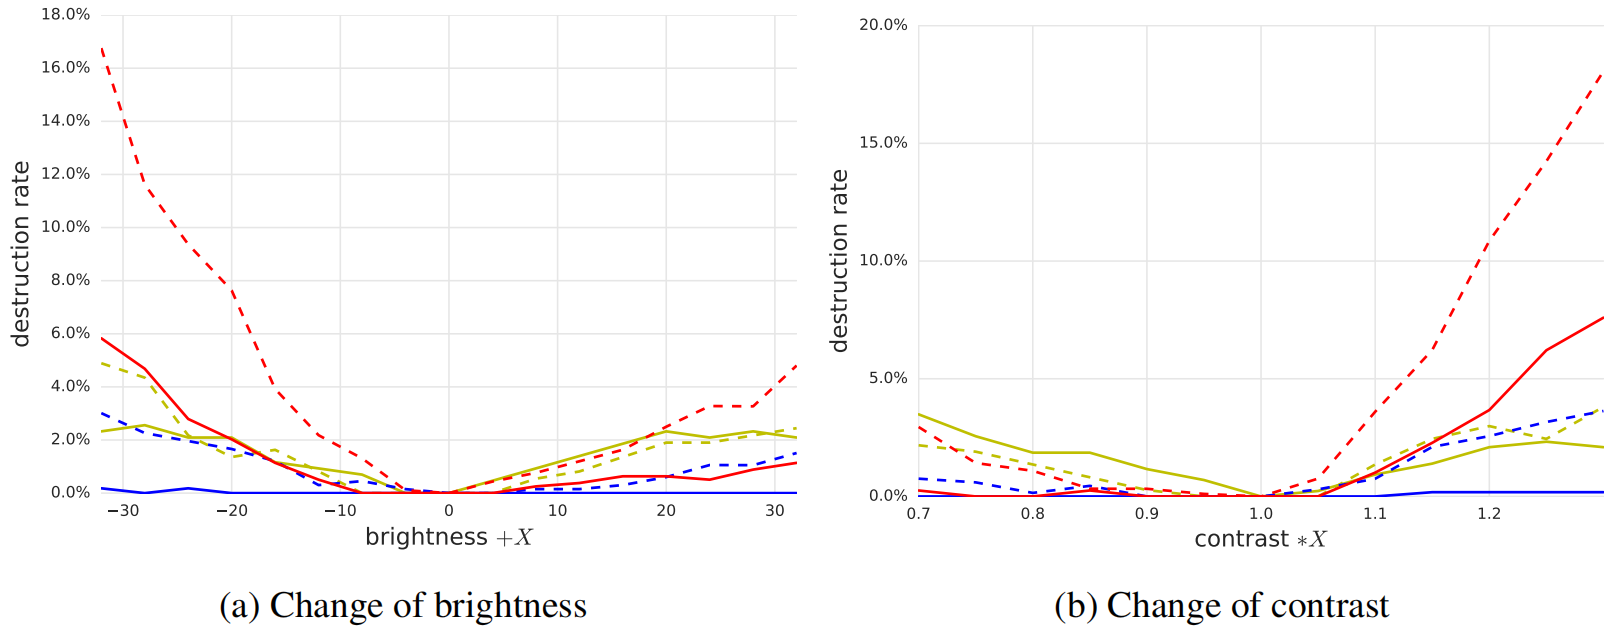 18.0%
16.0%
14.0%
12.0%
10.0%
8.0%
6.0%
4.0%
2.0%
0.0%
destruction rate
−30 −20 −10 0 10 20 30
brightness +X
(a) Change of brightness
20.0%
15.0%
10.0%
5.0%
0.0%
destruction rate
0.7 0.8 0.9 1.0 1.1 1.2
contrast ∗X
(b) Change of contrast